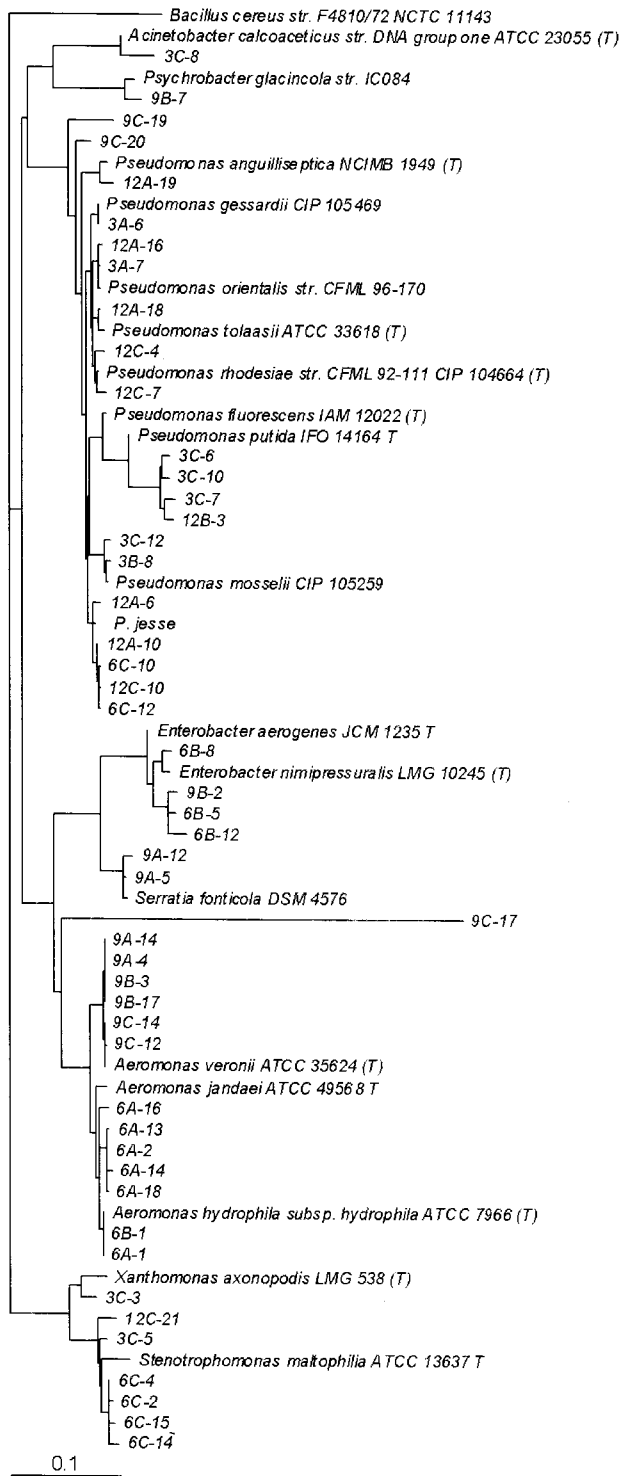 Bacillus cereus str. F4810/72 NCTC 11143
Acinetobacter calcoaceticus str. DNA group one ATCC 23055 (T)
3C-8
Psychrobacter glacincola str. IC084
9B-7
9C-19
9C-20
Pseudomonas anguilliseptica NCIMB 1949 (T)
12A-19
Pseudomonas gessardii CIP 105469
3A-6
12A-16
3A-7
Pseudomonas orientalis str. CFML 96-170
12A-18
Pseudomonas tolaasii ATCC 33618 (T)
12C-4
Pseudomonas rhodesiae str. CFML 92-111 CIP 104664 (T)
12C-7
Pseudomonas fluorescens IAM 12022 (T)
Pseudomonas putida IFO 14164 T
3C-6
3C-10
3C-7
12B-3
3C-12
3B-8
Pseudomonas mosselii CIP 105259
12A-6
P. jesse
12A-10
6C-10
12C-10
6C-12
Enterobacter aerogenes JCM 1235 T
6B-8
Enterobacter nimipressuralis LMG 10245 (T)
9B-2
6B-5
6B-12
9A-12
9A-5
Serratia fonticola DSM 4576
9C-17
9A-14
9A-4
9B-3
9B-17
9C-14
9C-12
Aeromonas veronii ATCC 35624 (T)
Aeromonas jandaei ATCC 49568 T
6A-16
6A-13
6A-2
6A-14
6A-18
Aeromonas hydrophila subsp. hydrophila ATCC 7966 (T)
6B-1
6A-1
Xanthomonas axonopodis LMG 538 (T)
3C-3
12C-21
3C-5
Stenotrophomonas maltophilia ATCC 13637 T
6C-4
6C-2
6C-15
6C-14
0.1